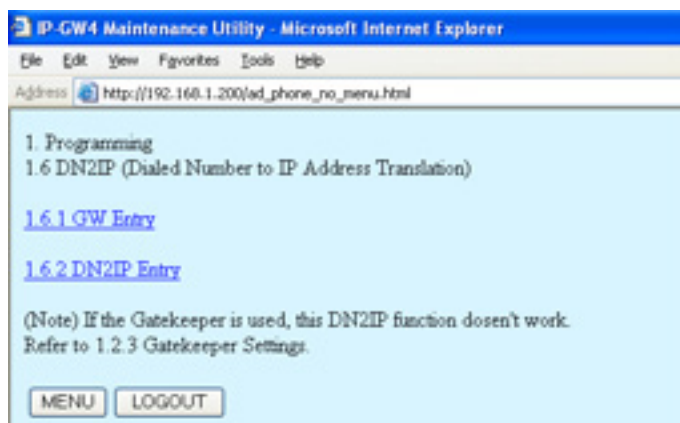 IP-GW4 Maintenance Utility - Microsoft Internet Explorer
File Edit View Favorites Tools Help
Address http://192.168.1.200/ad_phone_no_menu.html
1. Programming
1.6 DN2IP (Dialed Number to IP Address Translation)
1.6.1 GW Entry
1.6.2 DN2IP Entry
(Note) If the Gatekeeper is used, this DN2IP function dosen't work.
Refer to 1.2.3 Gatekeeper Settings.
MENU LOGOUT